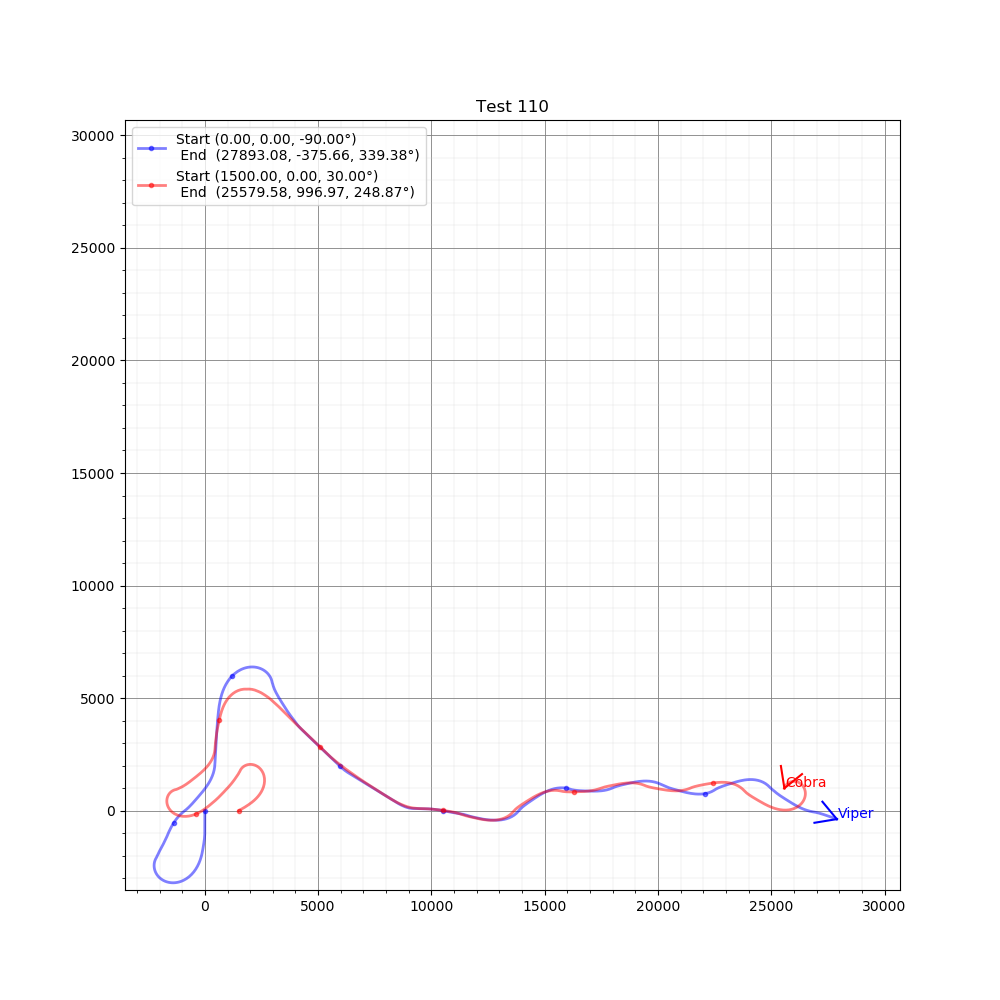 Test 110
Start (0.00, 0.00, -90.00°)
End  (27893.08, -375.66, 339.38°)
Start (1500.00, 0.00, 30.00°)
End  (25579.58, 996.97, 248.87°)
30000
25000
20000
15000
10000
5000
0
Cobra
Viper
0 5000 10000 15000 20000 25000 30000